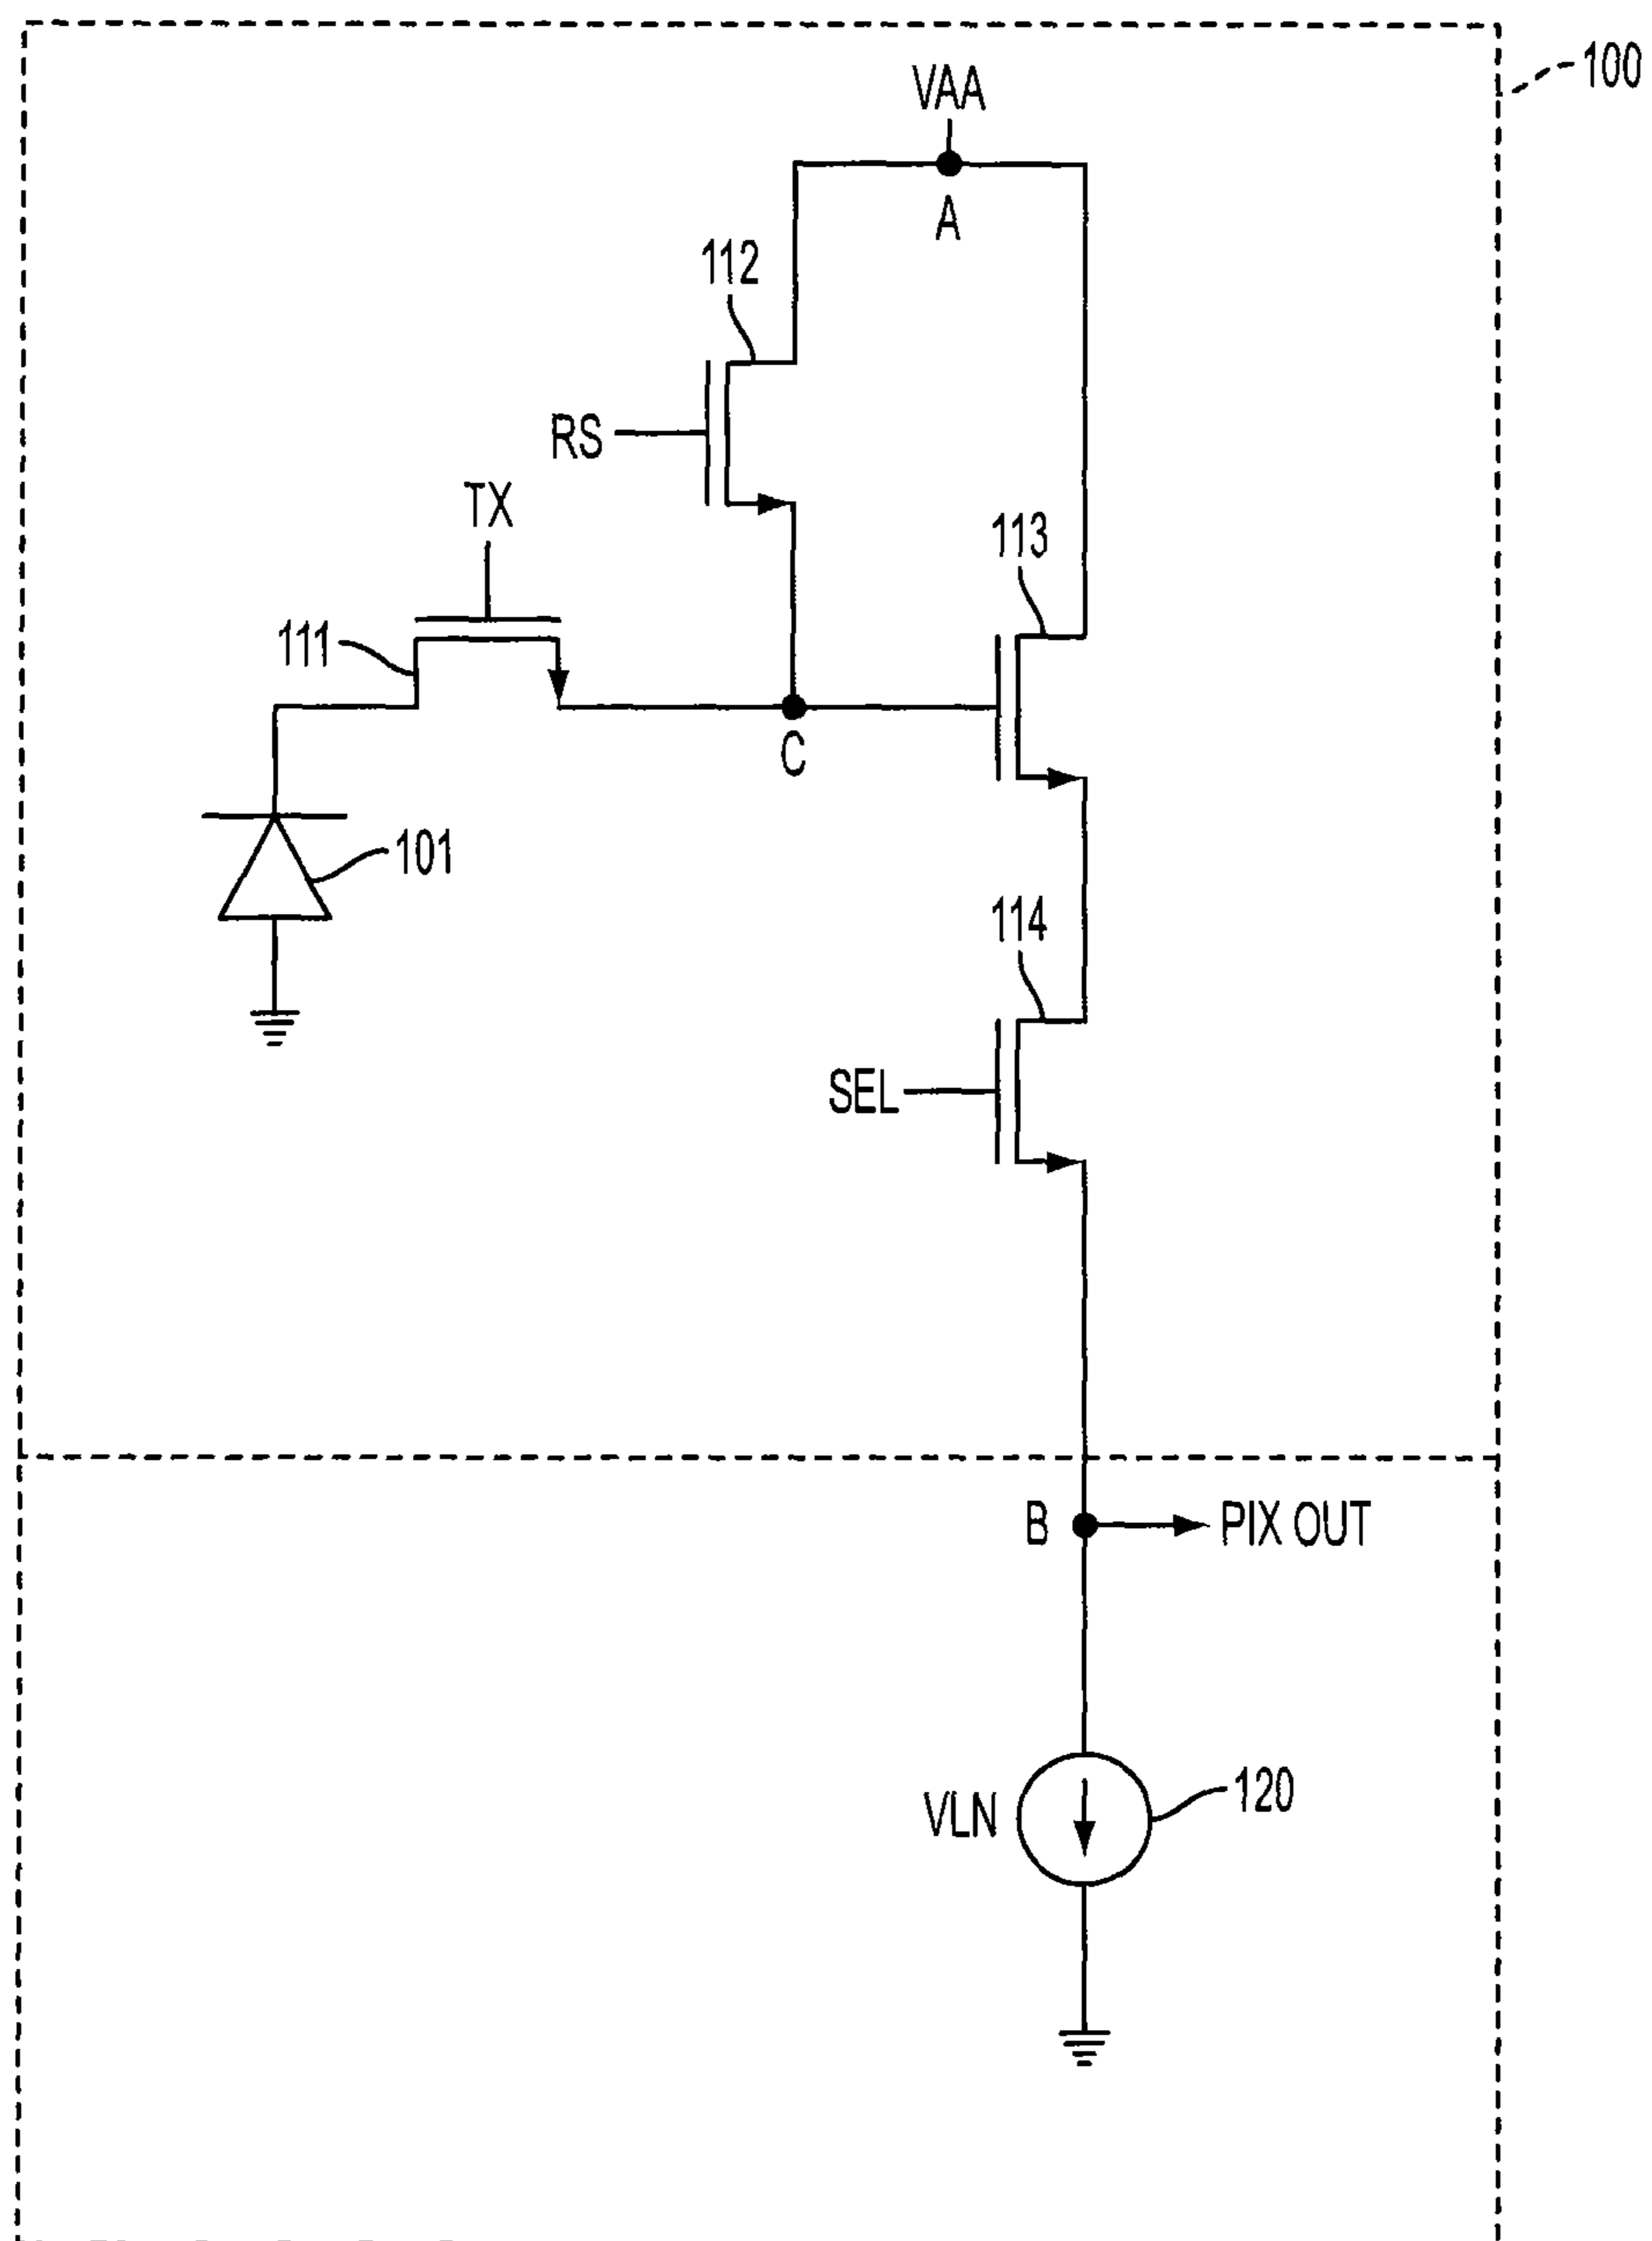 100
VAA
A
112
RS
TX
113
111
C
101
114
SEL
B
PIX OUT
VLN
120